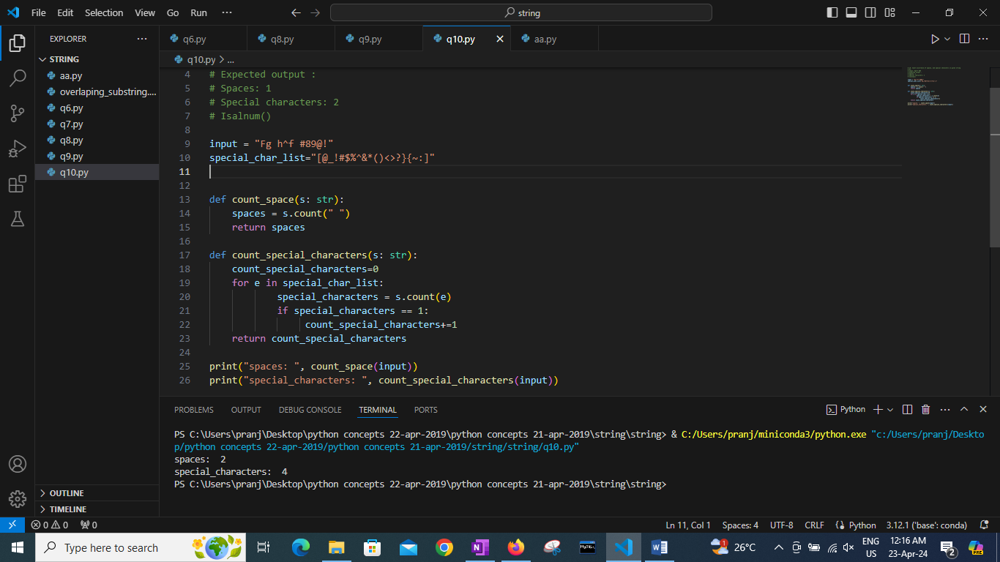 File Edit Selection View Go Run ··· string
EXPLORER ···
STRING
aa.py
overlaping_substring....
q6.py
q7.py
q8.py
q9.py
q10.py
OUTLINE
TIMELINE
q6.py q8.py q9.py q10.py aa.py
q10.py > ...
4 # Expected output :
5 # Spaces: 1
6 # Special characters: 2
7 # Isalnum()
8
9 input = "Fg h^f #89@!"
10 special_char_list="[@_!#$%^&*()<>?}{~:]"
11
12
13 def count_space(s: str):
14 spaces = s.count(" ")
15 return spaces
16
17 def count_special_characters(s: str):
18 count_special_characters=0
19 for e in special_char_list:
20 special_characters = s.count(e)
21 if special_characters == 1:
22 count_special_characters+=1
23 return count_special_characters
24
25 print("spaces: ", count_space(input))
26 print("special_characters: ", count_special_characters(input))
PROBLEMS OUTPUT DEBUG CONSOLE TERMINAL PORTS Python
PS C:\Users\pranj\Desktop\python concepts 22-apr-2019\python concepts 21-apr-2019\string\string> & C:/Users/pranj/miniconda3/python.exe "c:/Users/pranj/Deskto
p/python concepts 22-apr-2019/python concepts 21-apr-2019/string/string/q10.py"
spaces:  2
special_characters:  4
PS C:\Users\pranj\Desktop\python concepts 22-apr-2019\python concepts 21-apr-2019\string\string>
0 0 0 Ln 11, Col 1 Spaces: 4 UTF-8 CRLF Python 3.12.1 ('base': conda)
Type here to search 26°C ENG 12:16 AM
US 23-Apr-24 2
MySQL
PRE